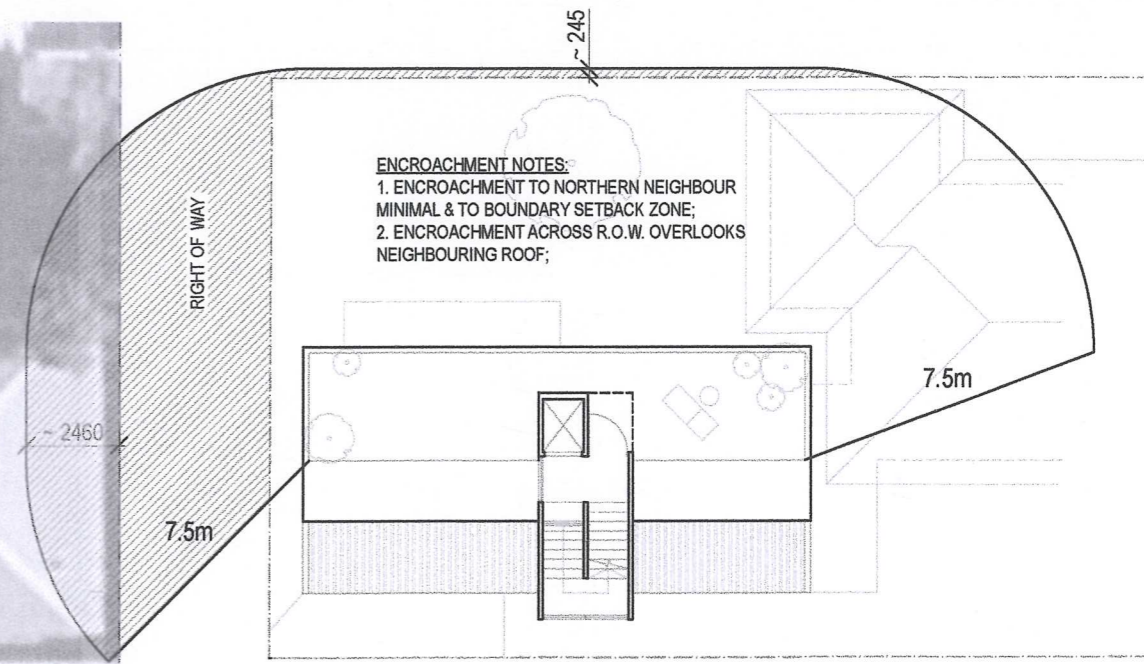 ~ 245
ENCROACHMENT NOTES:
1. ENCROACHMENT TO NORTHERN NEIGHBOUR
MINIMAL & TO BOUNDARY SETBACK ZONE;
2. ENCROACHMENT ACROSS R.O.W. OVERLOOKS
NEIGHBOURING ROOF;
RIGHT OF WAY
7.5m
~ 2460
7.5m